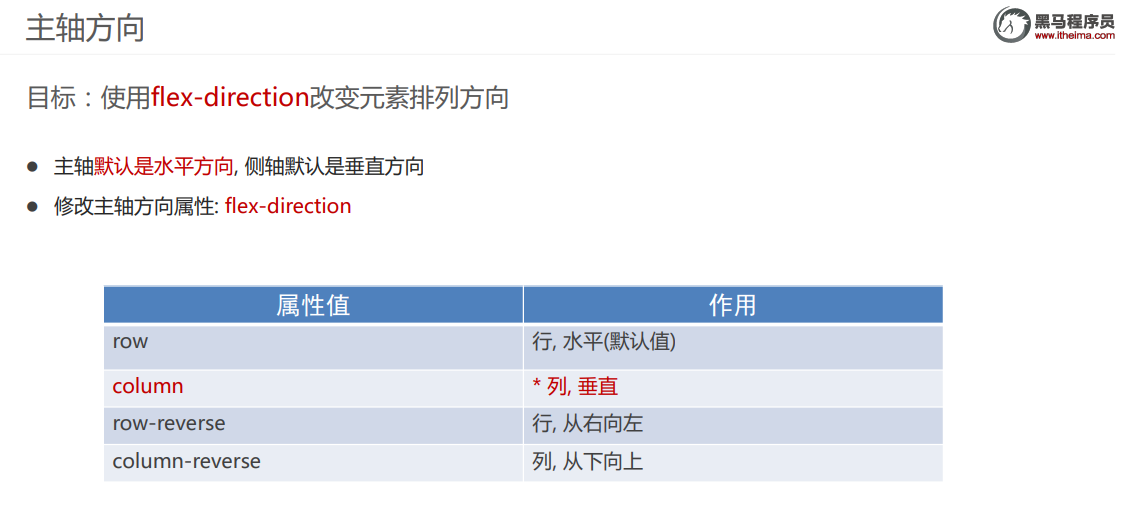 主轴方向
黑马程序员
www.itheima.com
目标：使用flex-direction改变元素排列方向
主轴默认是水平方向, 侧轴默认是垂直方向
修改主轴方向属性: flex-direction
属性值 作用
row 行, 水平(默认值)
column * 列, 垂直
row-reverse 行, 从右向左
column-reverse 列, 从下向上